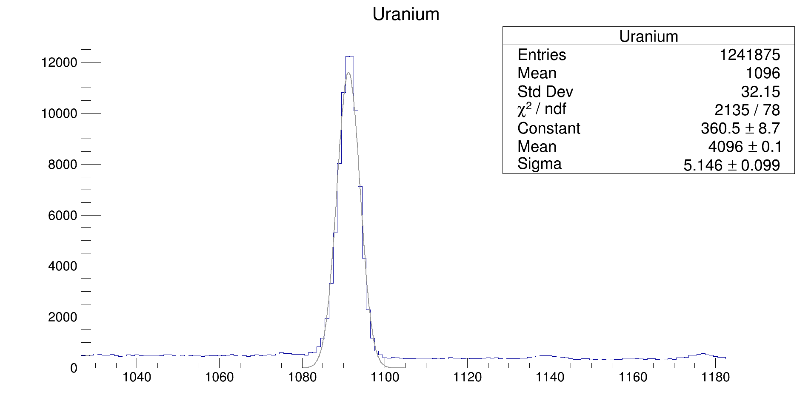 Uranium
Uranium
Entries 1241875
Mean 1096
Std Dev 32.15
χ² / ndf 2135 / 78
Constant 360.5 ± 8.7
Mean 4096 ± 0.1
Sigma 5.146 ± 0.099
12000
10000
8000
6000
4000
2000
0
1040 1060 1080 1100 1120 1140 1160 1180